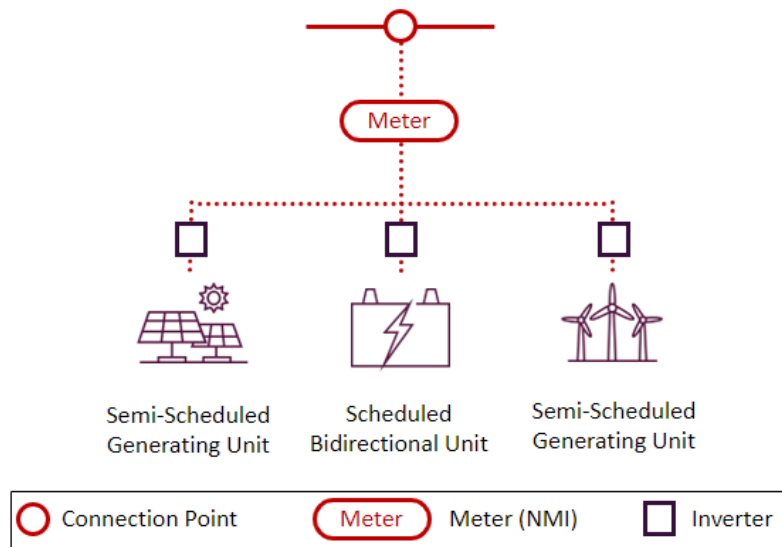 Meter
Semi-Scheduled
Generating Unit
Scheduled
Bidirectional Unit
Semi-Scheduled
Generating Unit
Connection Point
Meter
Meter (NMI)
Inverter